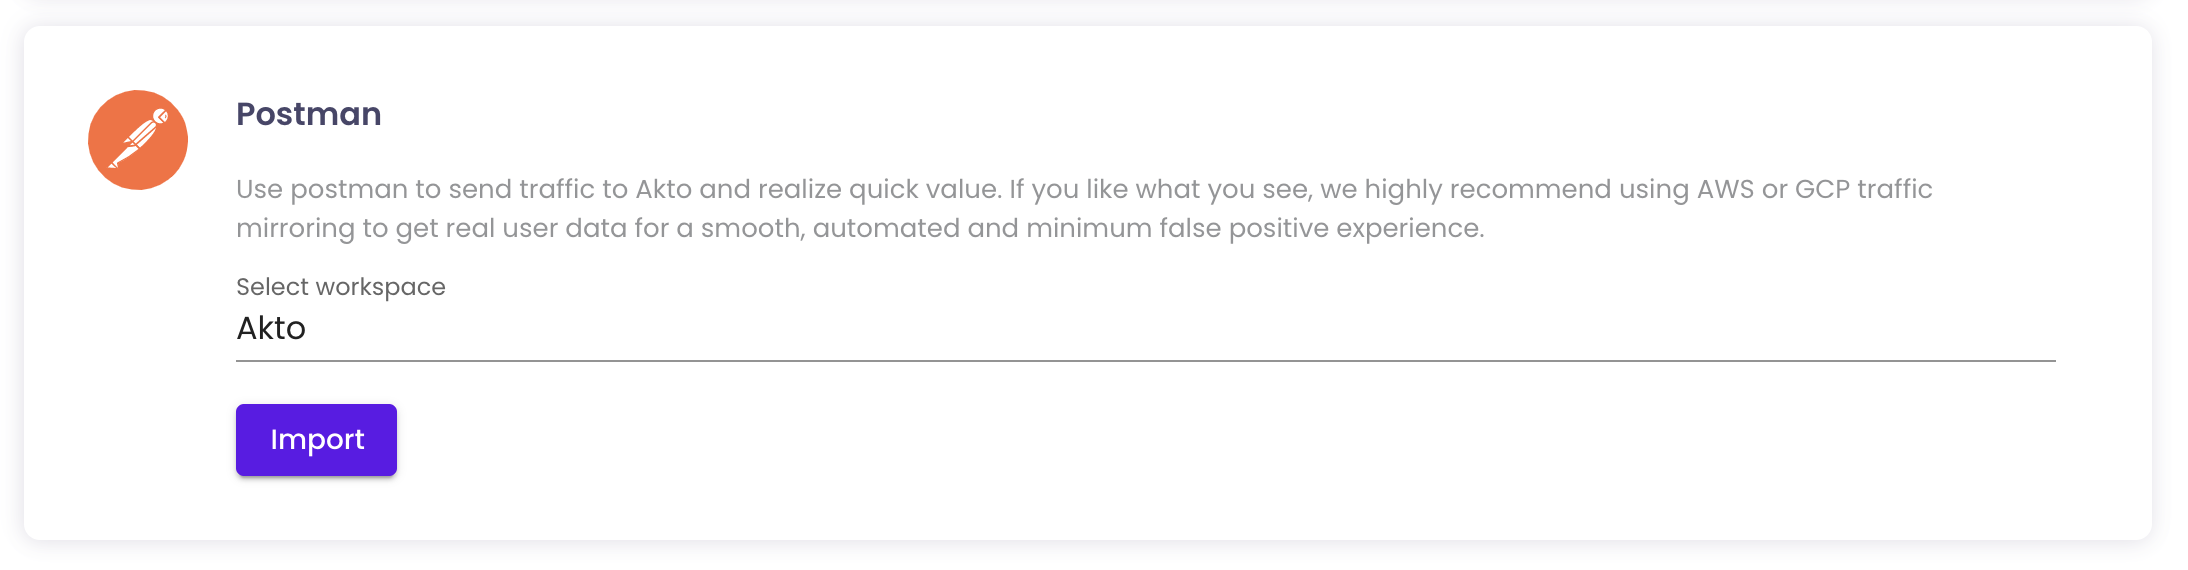 Postman
Use postman to send traffic to Akto and realize quick value. If you like what you see, we highly recommend using AWS or GCP traffic
mirroring to get real user data for a smooth, automated and minimum false positive experience.
Select workspace
Akto
Import